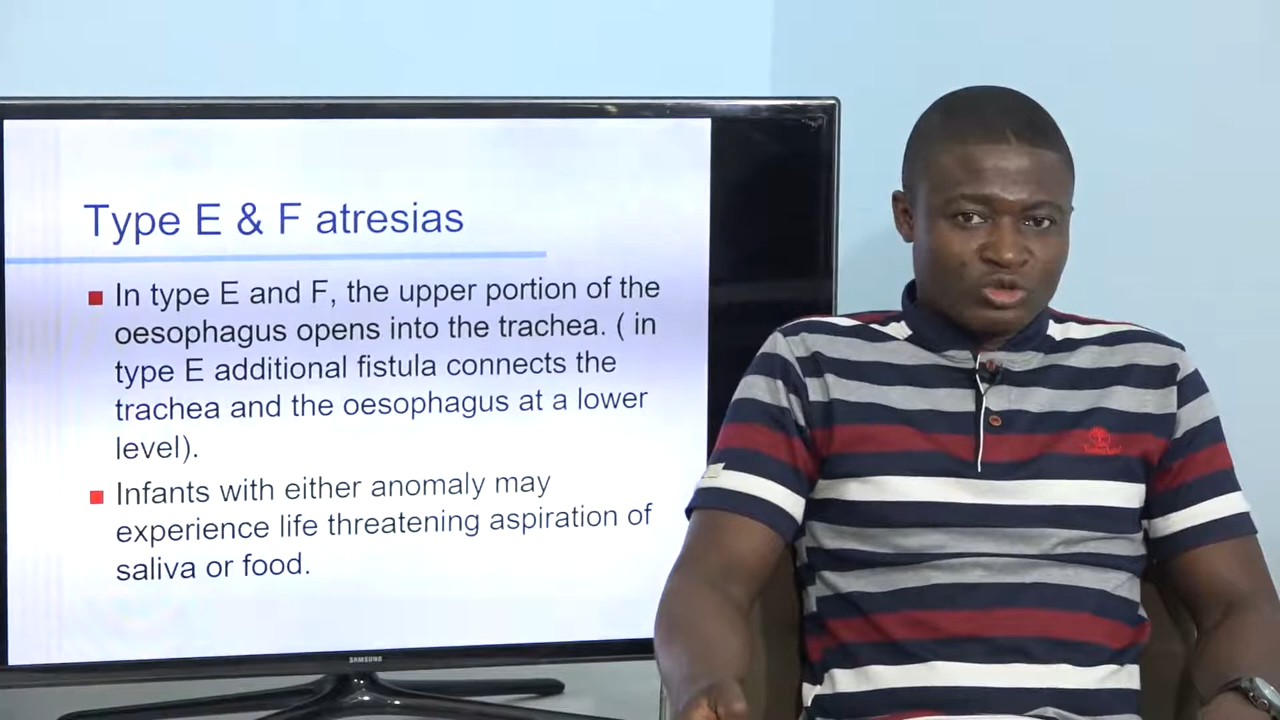 Type E & F atresias
In type E and F, the upper portion of the
oesophagus opens into the trachea. ( in
type E additional fistula connects the
trachea and the oesophagus at a lower
level).
Infants with either anomaly may
experience life threatening aspiration of
saliva or food.
SAMSUNG